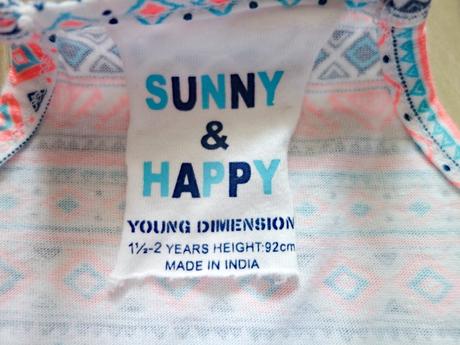 SUNNY
&
HAPPY
YOUNG DIMENSION
1½-2 YEARS HEIGHT:92cm
MADE IN INDIA